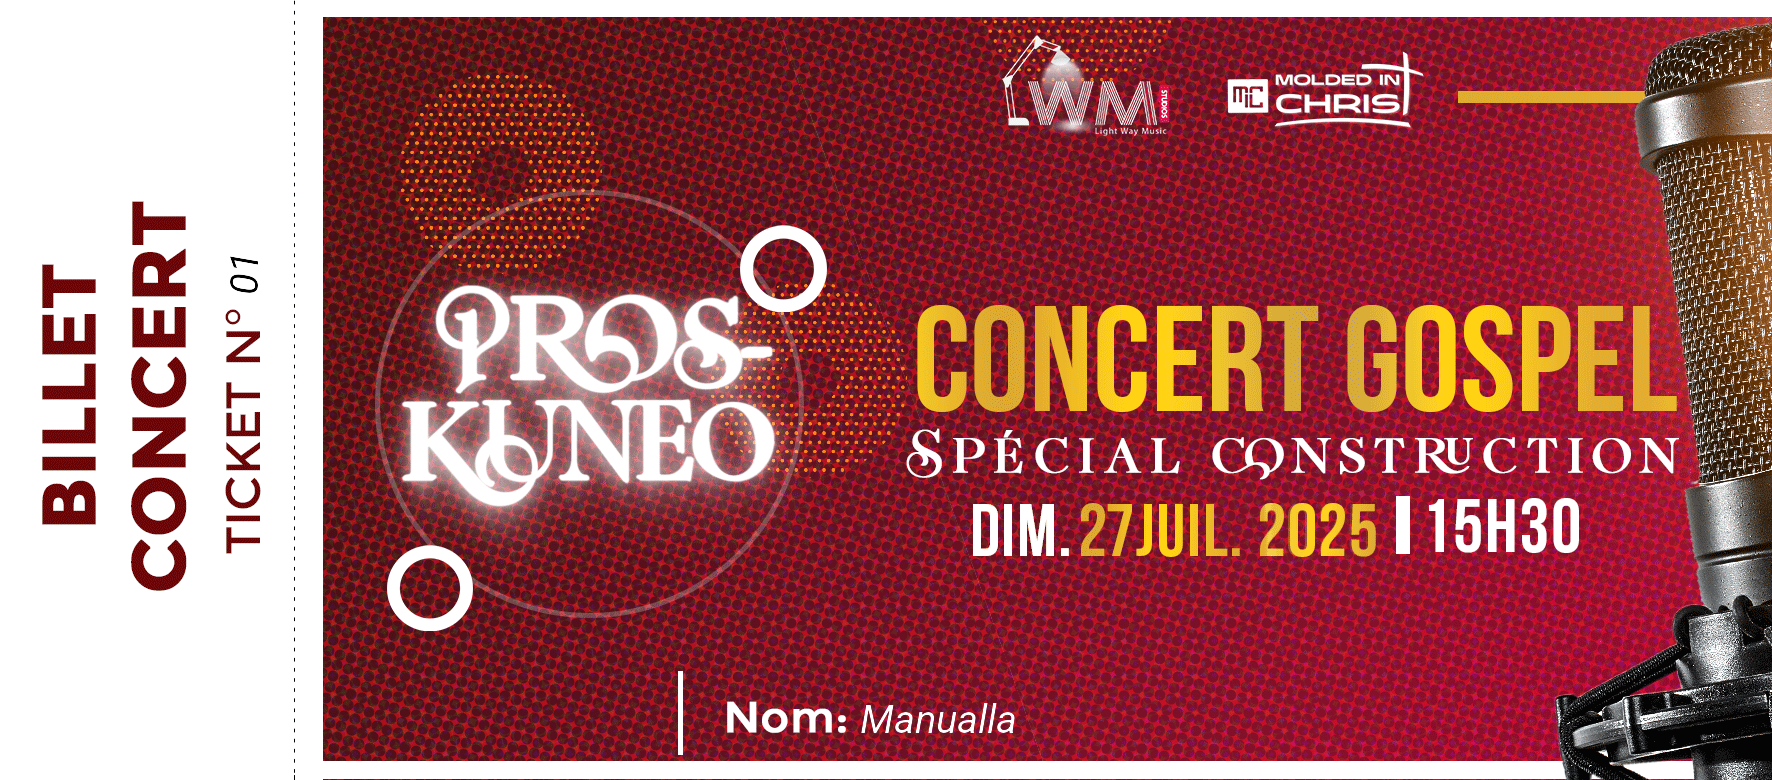 BILLET
CONCERT
TICKET N° 01
LWM STUDIOS
Light Way Music
MIC
MOLDED IN
CHRIST
PROS-
KUNEO
CONCERT GOSPEL
SPÉCIAL CONSTRUCTION
DIM. 27JUIL. 2025 | 15H30
Nom: Manualla